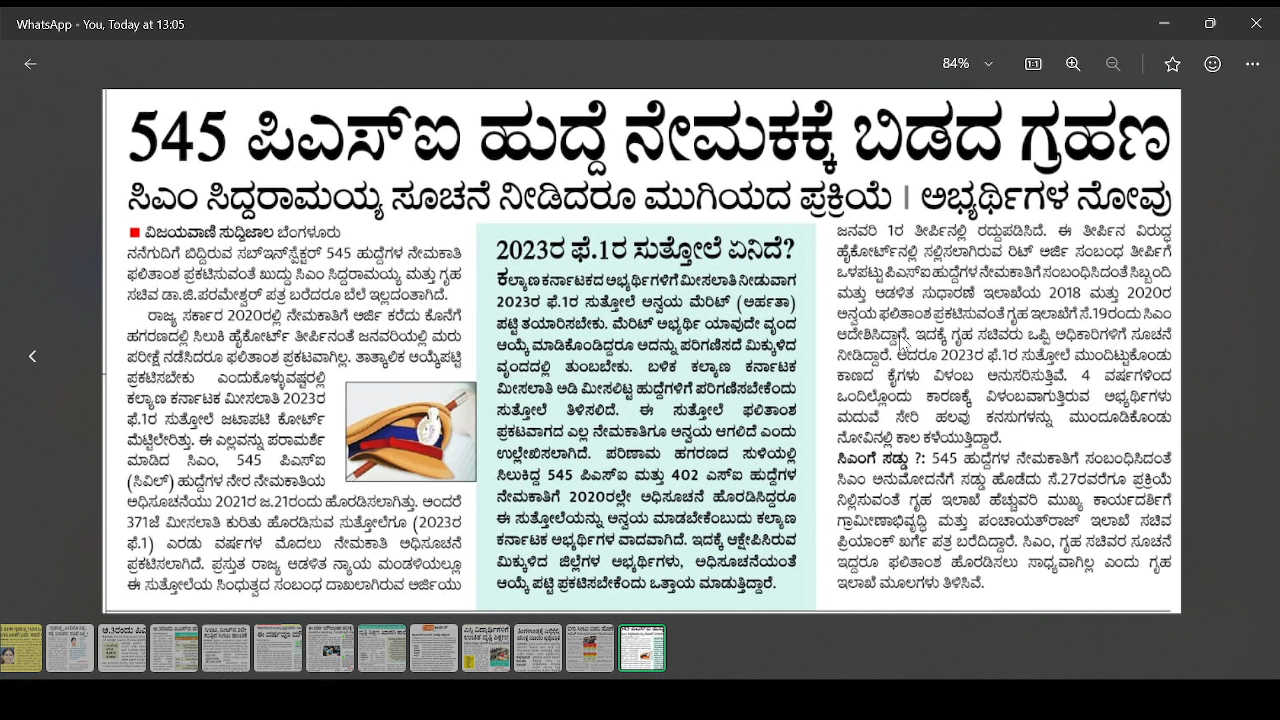 WhatsApp - You, Today at 13:05
84%
545 ಪಿಎಸ್‌ಐ ಹುದ್ದೆ ನೇಮಕಕ್ಕೆ ಬಿಡದ ಗ್ರಹಣ
ಸಿಎಂ ಸಿದ್ದರಾಮಯ್ಯ ಸೂಚನೆ ನೀಡಿದರೂ ಮುಗಿಯದ ಪ್ರಕ್ರಿಯೆ | ಅಭ್ಯರ್ಥಿಗಳ ನೋವು
ವಿಜಯವಾಣಿ ಸುದ್ದಿಜಾಲ ಬೆಂಗಳೂರು
ನನೆಗುದಿಗೆ ಬಿದ್ದಿರುವ ಸಬ್‌ಇನ್‌ಸ್ಪೆಕ್ಟರ್ 545 ಹುದ್ದೆಗಳ ನೇಮಕಾತಿ
ಫಲಿತಾಂಶ ಪ್ರಕಟಿಸುವಂತೆ ಖುದ್ದು ಸಿಎಂ ಸಿದ್ದರಾಮಯ್ಯ ಮತ್ತು ಗೃಹ
ಸಚಿವ ಡಾ.ಜಿ.ಪರಮೇಶ್ವರ್ ಪತ್ರ ಬರೆದರೂ ಬೆಲೆ ಇಲ್ಲದಂತಾಗಿದೆ.
ರಾಜ್ಯ ಸರ್ಕಾರ 2020ರಲ್ಲಿ ನೇಮಕಾತಿಗೆ ಅರ್ಜಿ ಕರೆದು ಕೊನೆಗೆ
ಹಗರಣದಲ್ಲಿ ಸಿಲುಕಿ ಹೈಕೋರ್ಟ್ ತೀರ್ಪಿನಂತೆ ಜನವರಿಯಲ್ಲಿ ಮರು
ಪರೀಕ್ಷೆ ನಡೆಸಿದರೂ ಫಲಿತಾಂಶ ಪ್ರಕಟವಾಗಿಲ್ಲ. ತಾತ್ಕಾಲಿಕ ಆಯ್ಕೆಪಟ್ಟಿ
ಪ್ರಕಟಿಸಬೇಕು ಎಂದುಕೊಳ್ಳುವಷ್ಟರಲ್ಲಿ
ಕಲ್ಯಾಣ ಕರ್ನಾಟಕ ಮೀಸಲಾತಿ 2023ರ
ಫೆ.1ರ ಸುತ್ತೋಲೆ ಜಟಾಪಟಿ ಕೋರ್ಟ್
ಮೆಟ್ಟಿಲೇರಿತ್ತು. ಈ ಎಲ್ಲವನ್ನು ಪರಾಮರ್ಶೆ
ಮಾಡಿದ ಸಿಎಂ, 545 ಪಿಎಸ್‌ಐ
(ಸಿವಿಲ್) ಹುದ್ದೆಗಳ ನೇರ ನೇಮಕಾತಿಯ
ಅಧಿಸೂಚನೆಯು 2021ರ ಜ.21ರಂದು ಹೊರಡಿಸಲಾಗಿತ್ತು. ಅಂದರೆ
371ಜೆ ಮೀಸಲಾತಿ ಕುರಿತು ಹೊರಡಿಸುವ ಸುತ್ತೋಲೆಗೂ (2023ರ
ಫೆ.1) ಎರಡು ವರ್ಷಗಳ ಮೊದಲು ನೇಮಕಾತಿ ಅಧಿಸೂಚನೆ
ಪ್ರಕಟಿಸಲಾಗಿದೆ. ಪ್ರಸ್ತುತ ರಾಜ್ಯ ಆಡಳಿತ ನ್ಯಾಯ ಮಂಡಳಿಯಲ್ಲೂ
ಈ ಸುತ್ತೋಲೆಯ ಸಿಂಧುತ್ವದ ಸಂಬಂಧ ದಾಖಲಾಗಿರುವ ಅರ್ಜಿಯು
2023ರ ಫೆ.1ರ ಸುತ್ತೋಲೆ ಏನಿದೆ?
ಕಲ್ಯಾಣ ಕರ್ನಾಟಕದ ಅಭ್ಯರ್ಥಿಗಳಿಗೆ ಮೀಸಲಾತಿ ನೀಡುವಾಗ
2023ರ ಫೆ.1ರ ಸುತ್ತೋಲೆ ಅನ್ವಯ ಮೆರಿಟ್ (ಅರ್ಹತಾ)
ಪಟ್ಟಿ ತಯಾರಿಸಬೇಕು. ಮೆರಿಟ್ ಅಭ್ಯರ್ಥಿ ಯಾವುದೇ ವೃಂದ
ಆಯ್ಕೆ ಮಾಡಿಕೊಂಡಿದ್ದರೂ ಅದನ್ನು ಪರಿಗಣಿಸದೆ ಮಿಕ್ಕುಳಿದ
ವೃಂದದಲ್ಲಿ ತುಂಬಬೇಕು. ಬಳಿಕ ಕಲ್ಯಾಣ ಕರ್ನಾಟಕ
ಮೀಸಲಾತಿ ಅಡಿ ಮೀಸಲಿಟ್ಟ ಹುದ್ದೆಗಳಿಗೆ ಪರಿಗಣಿಸಬೇಕೆಂದು
ಸುತ್ತೋಲೆ ತಿಳಿಸಲಿದೆ. ಈ ಸುತ್ತೋಲೆ ಫಲಿತಾಂಶ
ಪ್ರಕಟವಾಗದ ಎಲ್ಲ ನೇಮಕಾತಿಗೂ ಅನ್ವಯ ಆಗಲಿದೆ ಎಂದು
ಉಲ್ಲೇಖಿಸಲಾಗಿದೆ. ಪರಿಣಾಮ ಹಗರಣದ ಸುಳಿಯಲ್ಲಿ
ಸಿಲುಕಿದ್ದ 545 ಪಿಎಸ್‌ಐ ಮತ್ತು 402 ಎಸ್‌ಐ ಹುದ್ದೆಗಳ
ನೇಮಕಾತಿಗೆ 2020ರಲ್ಲೇ ಅಧಿಸೂಚನೆ ಹೊರಡಿಸಿದ್ದರೂ
ಈ ಸುತ್ತೋಲೆಯನ್ನು ಅನ್ವಯ ಮಾಡಬೇಕೆಂಬುದು ಕಲ್ಯಾಣ
ಕರ್ನಾಟಕ ಅಭ್ಯರ್ಥಿಗಳ ವಾದವಾಗಿದೆ. ಇದಕ್ಕೆ ಆಕ್ಷೇಪಿಸಿರುವ
ಮಿಕ್ಕುಳಿದ ಜಿಲ್ಲೆಗಳ ಅಭ್ಯರ್ಥಿಗಳು, ಅಧಿಸೂಚನೆಯಂತೆ
ಆಯ್ಕೆ ಪಟ್ಟಿ ಪ್ರಕಟಿಸಬೇಕೆಂದು ಒತ್ತಾಯ ಮಾಡುತ್ತಿದ್ದಾರೆ.
ಜನವರಿ 1ರ ತೀರ್ಪಿನಲ್ಲಿ ರದ್ದುಪಡಿಸಿದೆ. ಈ ತೀರ್ಪಿನ ವಿರುದ್ಧ
ಹೈಕೋರ್ಟ್‌ನಲ್ಲಿ ಸಲ್ಲಿಸಲಾಗಿರುವ ರಿಟ್ ಅರ್ಜಿ ಸಂಬಂಧ ತೀರ್ಪಿಗೆ
ಒಳಪಟ್ಟು ಪಿಎಸ್‌ಐ ಹುದ್ದೆಗಳ ನೇಮಕಾತಿಗೆ ಸಂಬಂಧಿಸಿದಂತೆ ಸಿಬ್ಬಂದಿ
ಮತ್ತು ಆಡಳಿತ ಸುಧಾರಣೆ ಇಲಾಖೆಯ 2018 ಮತ್ತು 2020ರ
ಅನ್ವಯ ಫಲಿತಾಂಶ ಪ್ರಕಟಿಸುವಂತೆ ಗೃಹ ಇಲಾಖೆಗೆ ಸೆ.19ರಂದು ಸಿಎಂ
ಆದೇಶಿಸಿದ್ದಾರೆ. ಇದಕ್ಕೆ ಗೃಹ ಸಚಿವರು ಒಪ್ಪಿ ಅಧಿಕಾರಿಗಳಿಗೆ ಸೂಚನೆ
ನೀಡಿದ್ದಾರೆ. ಆದರೂ 2023ರ ಫೆ.1ರ ಸುತ್ತೋಲೆ ಮುಂದಿಟ್ಟುಕೊಂಡು
ಕಾಣದ ಕೈಗಳು ವಿಳಂಬ ಅನುಸರಿಸುತ್ತಿವೆ. 4 ವರ್ಷಗಳಿಂದ
ಒಂದಿಲ್ಲೊಂದು ಕಾರಣಕ್ಕೆ ವಿಳಂಬವಾಗುತ್ತಿರುವ ಅಭ್ಯರ್ಥಿಗಳು
ಮದುವೆ ಸೇರಿ ಹಲವು ಕನಸುಗಳನ್ನು ಮುಂದೂಡಿಕೊಂಡು
ನೋವಿನಲ್ಲಿ ಕಾಲ ಕಳೆಯುತ್ತಿದ್ದಾರೆ.
ಸಿಎಂಗೆ ಸಡ್ಡು ?: 545 ಹುದ್ದೆಗಳ ನೇಮಕಾತಿಗೆ ಸಂಬಂಧಿಸಿದಂತೆ
ಸಿಎಂ ಅನುಮೋದನೆಗೆ ಸಡ್ಡು ಹೊಡೆದು ಸೆ.27ರವರೆಗೂ ಪ್ರಕ್ರಿಯೆ
ನಿಲ್ಲಿಸುವಂತೆ ಗೃಹ ಇಲಾಖೆ ಹೆಚ್ಚುವರಿ ಮುಖ್ಯ ಕಾರ್ಯದರ್ಶಿಗೆ
ಗ್ರಾಮೀಣಾಭಿವೃದ್ಧಿ ಮತ್ತು ಪಂಚಾಯತ್‌ರಾಜ್ ಇಲಾಖೆ ಸಚಿವ
ಪ್ರಿಯಾಂಕ್ ಖರ್ಗೆ ಪತ್ರ ಬರೆದಿದ್ದಾರೆ. ಸಿಎಂ, ಗೃಹ ಸಚಿವರ ಸೂಚನೆ
ಇದ್ದರೂ ಫಲಿತಾಂಶ ಹೊರಡಿಸಲು ಸಾಧ್ಯವಾಗಿಲ್ಲ ಎಂದು ಗೃಹ
ಇಲಾಖೆ ಮೂಲಗಳು ತಿಳಿಸಿವೆ.